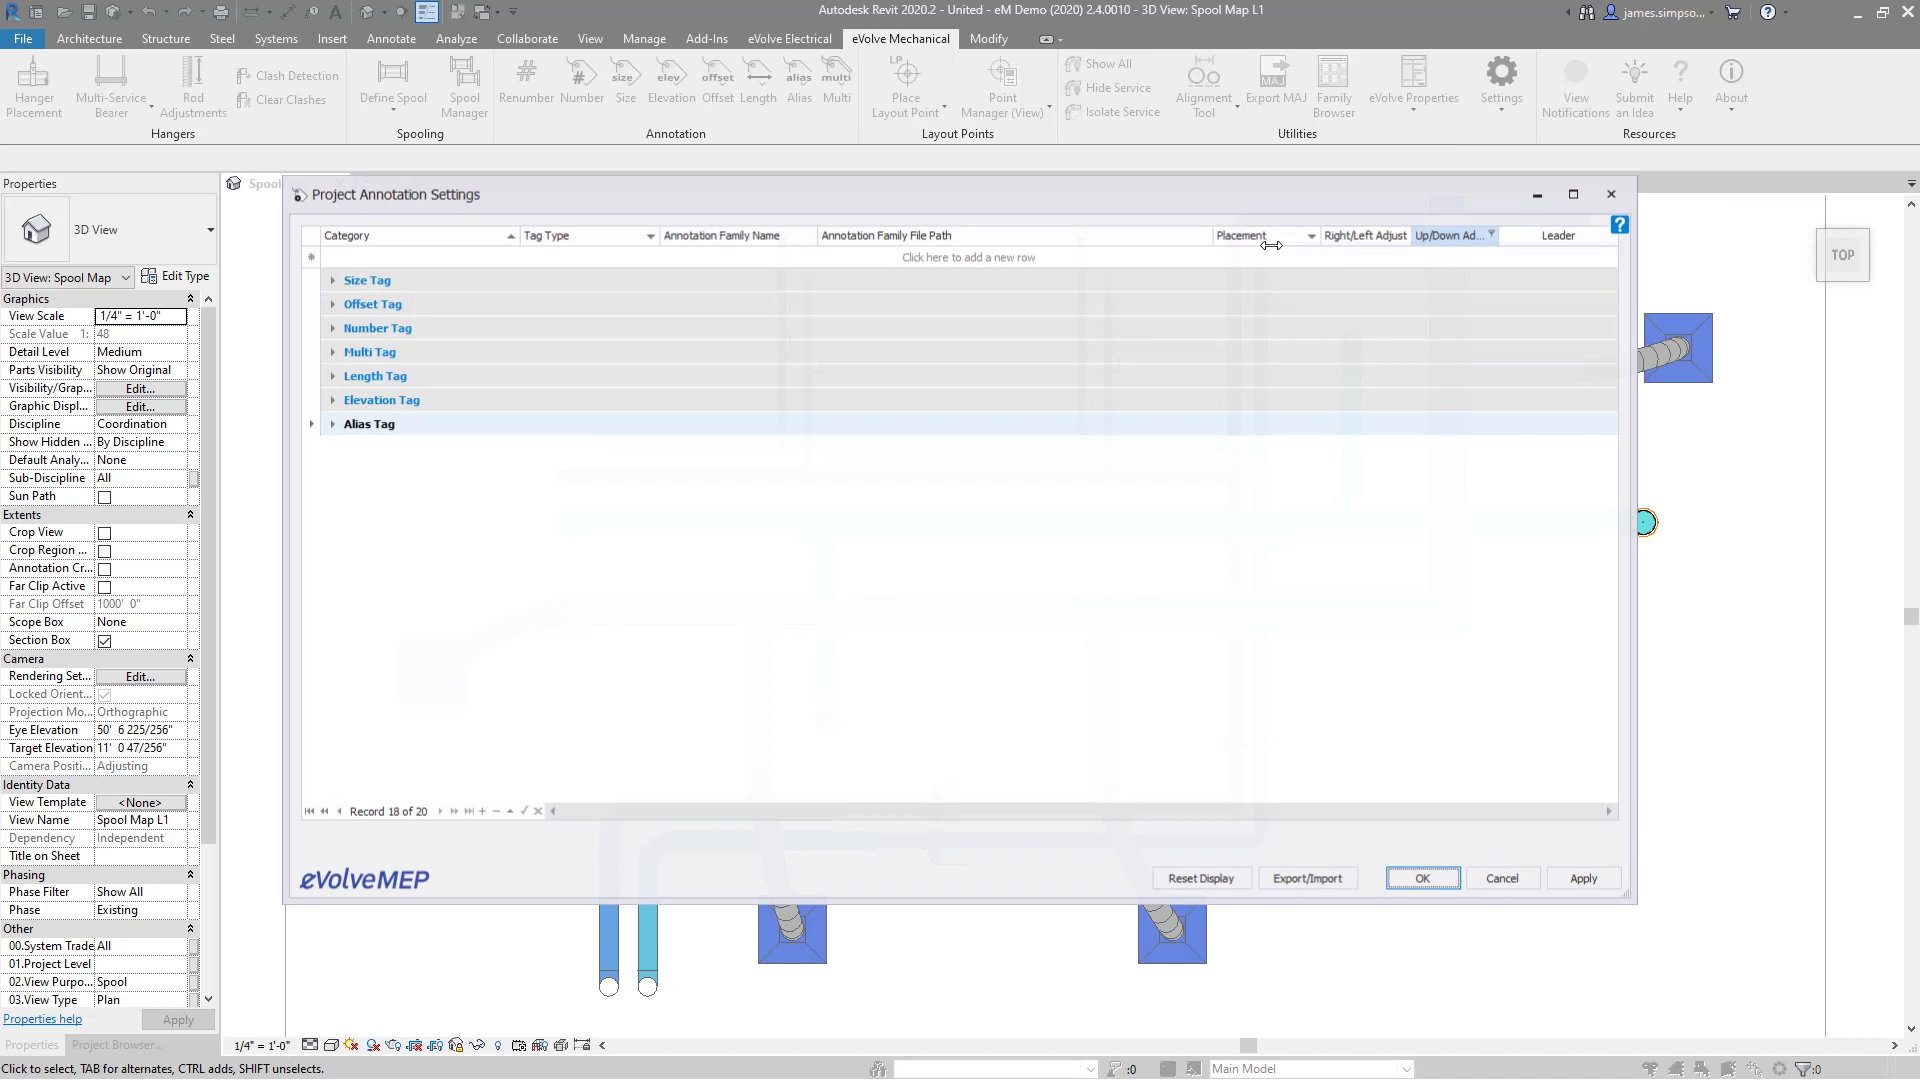 Autodesk Revit 2020.2 - United - eM Demo (2020) 2.4.0010 - 3D View: Spool Map L1
james.simpso...
File Architecture Structure Steel Systems Insert Annotate Analyze Collaborate View Manage Add-Ins eVolve Electrical eVolve Mechanical Modify
Hanger Placement
Multi-Service Bearer
Rod Adjustments
Clash Detection
Clear Clashes
Define Spool
Spool Manager
Renumber Number Size Elevation Offset Length Alias Multi
# # size elev offset alias multi
LP
Place Layout Point
Point Manager (View)
Show All
Hide Service
Isolate Service
Alignment Tool
MAJ
Export MAJ
Family Browser
eVolve Properties
Settings
View Notifications
Submit an Idea
Help
About
Hangers Spooling Annotation Layout Points Utilities Resources
Properties
Spool
3D View
3D View: Spool Map
Edit Type
Graphics
View Scale 1/4" = 1'-0"
Scale Value 1: 48
Detail Level Medium
Parts Visibility Show Original
Visibility/Grap... Edit...
Graphic Displ... Edit...
Discipline Coordination
Show Hidden ... By Discipline
Default Analy... None
Sub-Discipline All
Sun Path
Extents
Crop View
Crop Region ...
Annotation Cr...
Far Clip Active
Far Clip Offset 1000' 0"
Scope Box None
Section Box
Camera
Rendering Set... Edit...
Locked Orient...
Projection Mo... Orthographic
Eye Elevation 50' 6 225/256"
Target Elevation 11' 0 47/256"
Camera Positi... Adjusting
Identity Data
View Template <None>
View Name Spool Map L1
Dependency Independent
Title on Sheet
Phasing
Phase Filter Show All
Phase Existing
Other
00.System Trade All
01.Project Level
02.View Purpo... Spool
03.View Type Plan
Properties help
Apply
Properties Project Browser...
Project Annotation Settings
Category Tag Type Annotation Family Name Annotation Family File Path Placement Right/Left Adjust Up/Down Ad... Leader
Click here to add a new row
Size Tag
Offset Tag
Number Tag
Multi Tag
Length Tag
Elevation Tag
Alias Tag
Record 18 of 20
eVolveMEP
Reset Display Export/Import OK Cancel Apply
TOP
1/4" = 1'-0"
Click to select, TAB for alternates, CTRL adds, SHIFT unselects.
:0
Main Model
:0